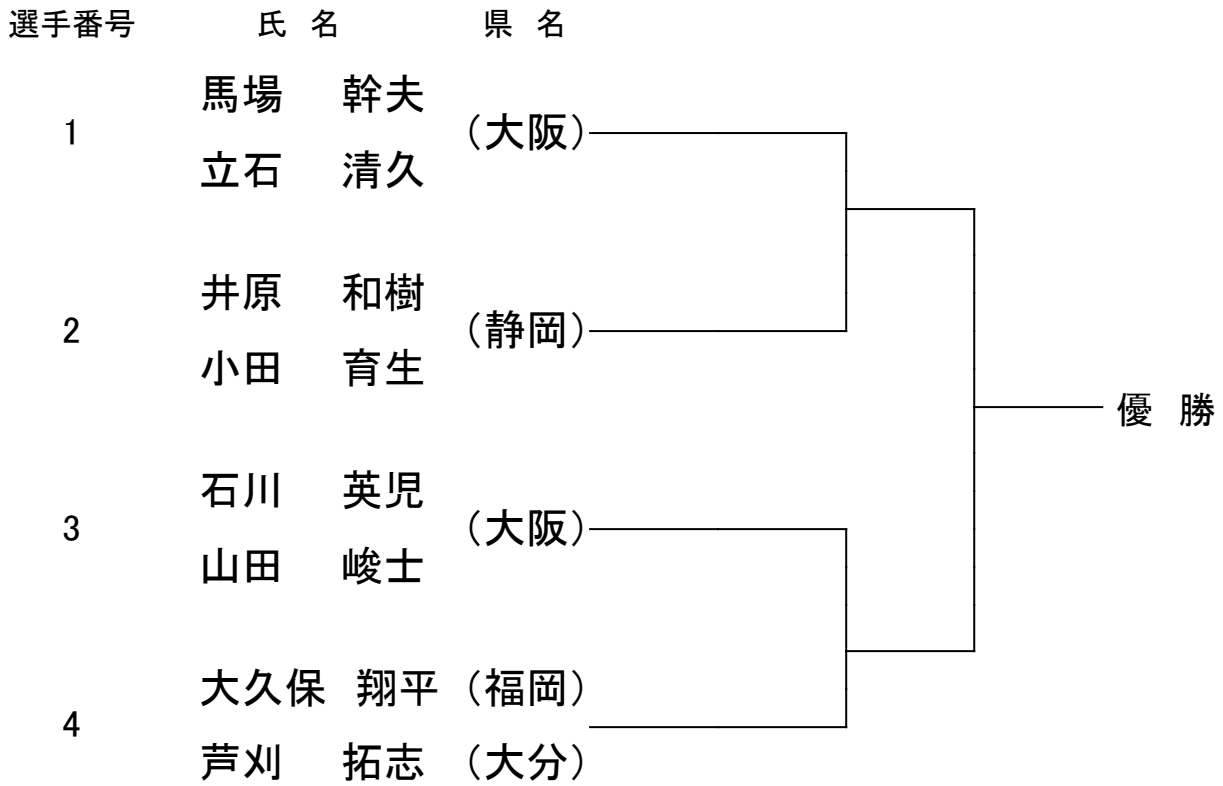 選手番号 氏 名 県 名
馬場 幹夫
1 (大阪)
立石 清久
井原 和樹
2 (静岡)
小田 育生
優 勝
石川 英児
3 (大阪)
山田 峻士
大久保 翔平 (福岡)
4
芦刈 拓志 (大分)